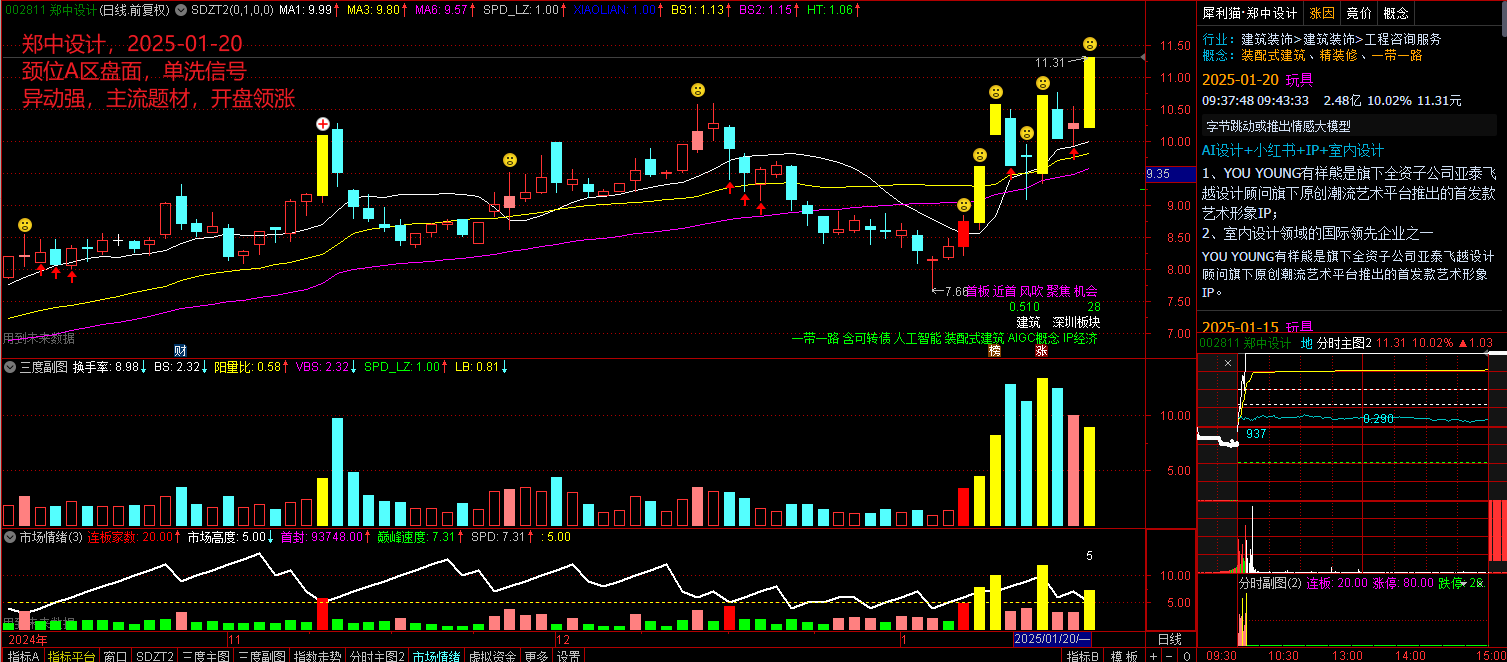 002811 郑中设计(日线.前复权) SDZT2(0,1,0,0) MA1: 9.99↑ MA3: 9.80↑ MA6: 9.57↑ SPD_LZ: 1.00↑ XIAOLIAN: 1.00↑ BS1: 1.13↑ BS2: 1.15↑ HT: 1.06↑
郑中设计，2025-01-20
颈位A区盘面，单洗信号
异动强，主流题材，开盘领涨
11.31
11.50
11.00
10.50
10.00
9.35
9.00
8.50
8.00
7.50
7.00
←7.66首板 近首 风吹 聚焦 机会
0.510 28
建筑 深圳板块
一带一路 含可转债 人工智能 装配式建筑 AIGC概念 IP经济
用到未来数据
财 榜 涨
三度副图 换手率: 8.98↓ BS: 2.32↓ 阳量比: 0.58↑ VBS: 2.32↓ SPD_LZ: 1.00↑ LB: 0.81↓
10.00
5.00
市场情绪(3) 连板家数: 20.00↑ 市场高度: 5.00↓ 首封: 93748.00↑ 巅峰速度: 7.31↑ SPD: 7.31↑ : 5.00
5
10.00
5.00
用到未来数据
2024年 11 12 1 2025/01/20/一 日线
指标A 指标平台 窗口 SDZT2 三度主图 三度副图 指数走势 分时主图2 市场情绪 虚拟资金 更多 设置 指标B 模板 + - 0
犀利猫·郑中设计 涨因 竞价 概念
行业: 建筑装饰>建筑装饰>工程咨询服务
概念: 装配式建筑、精装修、一带一路
2025-01-20 玩具
09:37:48 09:43:33 2.48亿 10.02% 11.31元
字节跳动或推出情感大模型
AI设计+小红书+IP+室内设计
1、YOU YOUNG有样熊是旗下全资子公司亚泰飞
越设计顾问旗下原创潮流艺术平台推出的首发款
艺术形象IP；
2、室内设计领域的国际领先企业之一
YOU YOUNG有样熊是旗下全资子公司亚泰飞越设计
顾问旗下原创潮流艺术平台推出的首发款艺术形象
IP。
2025-01-15 玩具
002811 郑中设计 地 分时主图2 11.31 10.02% ▲1.03
×
0.290
937
分时副图(2) 连板: 20.00 涨停: 80.00 跌停
09:30 10:30 13:00 14:00 15:00